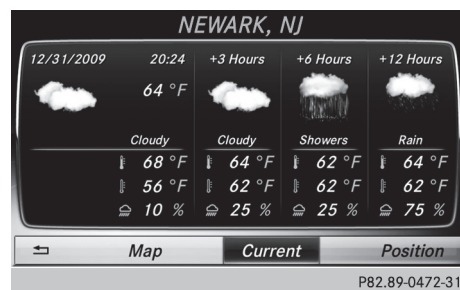 NEWARK, NJ
12/31/2009 20:24 +3 Hours +6 Hours +12 Hours
64 °F
Cloudy Cloudy Showers Rain
68 °F 64 °F 62 °F 64 °F
56 °F 62 °F 62 °F 62 °F
10 % 25 % 25 % 75 %
Map Current Position
P82.89-0472-31